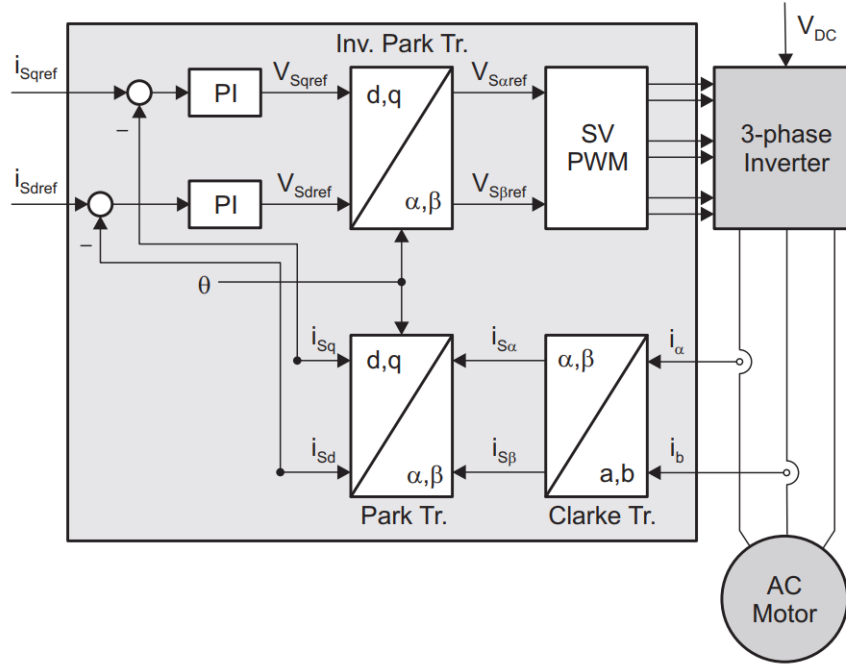 Inv. Park Tr.
V_DC
i_Sqref
PI
V_Sqref
d,q
α,β
V_Sαref
SV
PWM
3-phase
Inverter
–
i_Sdref
PI
V_Sdref
V_Sβref
–
θ
i_Sq
d,q
α,β
i_Sα
α,β
a,b
i_α
i_Sd
i_Sβ
i_b
Park Tr.
Clarke Tr.
AC
Motor